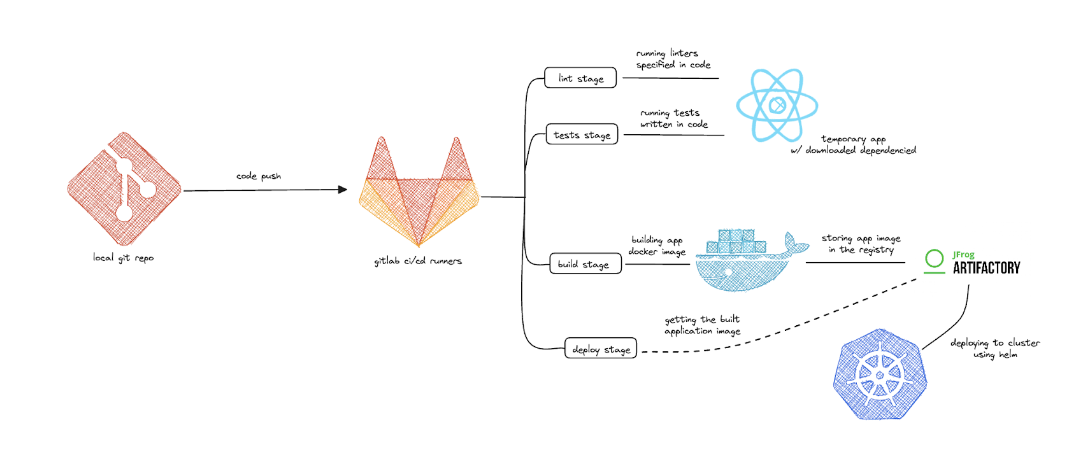 running linters
specified in code
lint stage
running tests
written in code
tests stage
temporary app
w/ downloaded dependencied
code push
local git repo
gitlab ci/cd runners
building app
docker image
build stage
storing app image
in the registry
JFrog
ARTIFACTORY
getting the built
application image
deploy stage
deploying to cluster
using helm